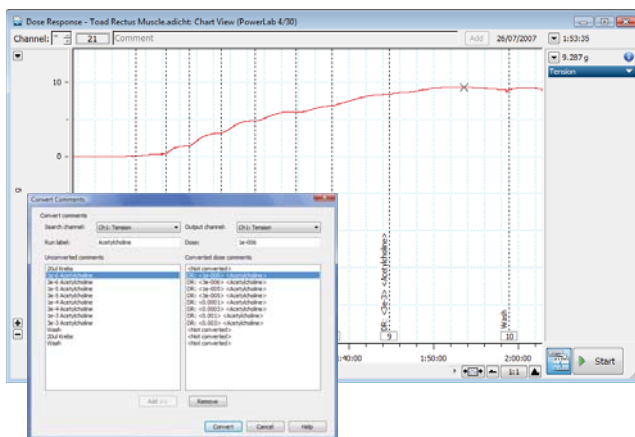 Dose Response - Toad Rectus Muscle.adicht: Chart View (PowerLab 4/30)
Channel: 21 Comment Add 26/07/2007 1:53:35
9.287 g
Tension
10
0
DR: <3e-3> <Acetylcholine>
Wash
9
10
1:40:00 1:50:00 2:00:00
1:1
Start
Convert Comments
Convert comments
Search channel: Ch1: Tension Output channel: Ch1: Tension
Run label: Acetylcholine Dose: 1e-006
Unconverted comments Converted dose comments
20ul Krebs <Not converted>
1e-6 Acetylcholine DR: <1e-006> <Acetylcholine>
3e-6 Acetylcholine DR: <3e-006> <Acetylcholine>
1e-5 Acetylcholine DR: <1e-005> <Acetylcholine>
3e-5 Acetylcholine DR: <3e-005> <Acetylcholine>
1e-4 Acetylcholine DR: <0.0001> <Acetylcholine>
3e-4 Acetylcholine DR: <0.0003> <Acetylcholine>
1e-3 Acetylcholine DR: <0.001> <Acetylcholine>
3e-3 Acetylcholine DR: <0.003> <Acetylcholine>
Wash <Not converted>
20ul Krebs <Not converted>
Wash <Not converted>
Add >> Remove
Convert Cancel Help